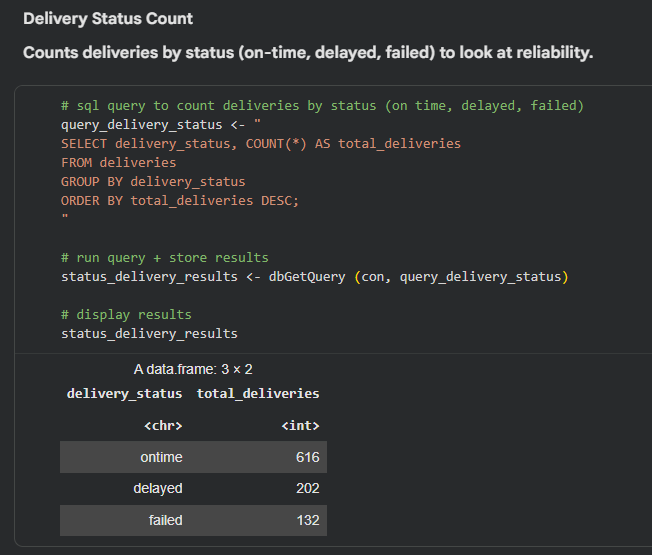 Delivery Status Count
Counts deliveries by status (on-time, delayed, failed) to look at reliability.
# sql query to count deliveries by status (on time, delayed, failed)
query_delivery_status <- "
SELECT delivery_status, COUNT(*) AS total_deliveries
FROM deliveries
GROUP BY delivery_status
ORDER BY total_deliveries DESC;
"
# run query + store results
status_delivery_results <- dbGetQuery (con, query_delivery_status)
# display results
status_delivery_results
A data.frame: 3 × 2
delivery_status total_deliveries
<chr> <int>
ontime 616
delayed 202
failed 132